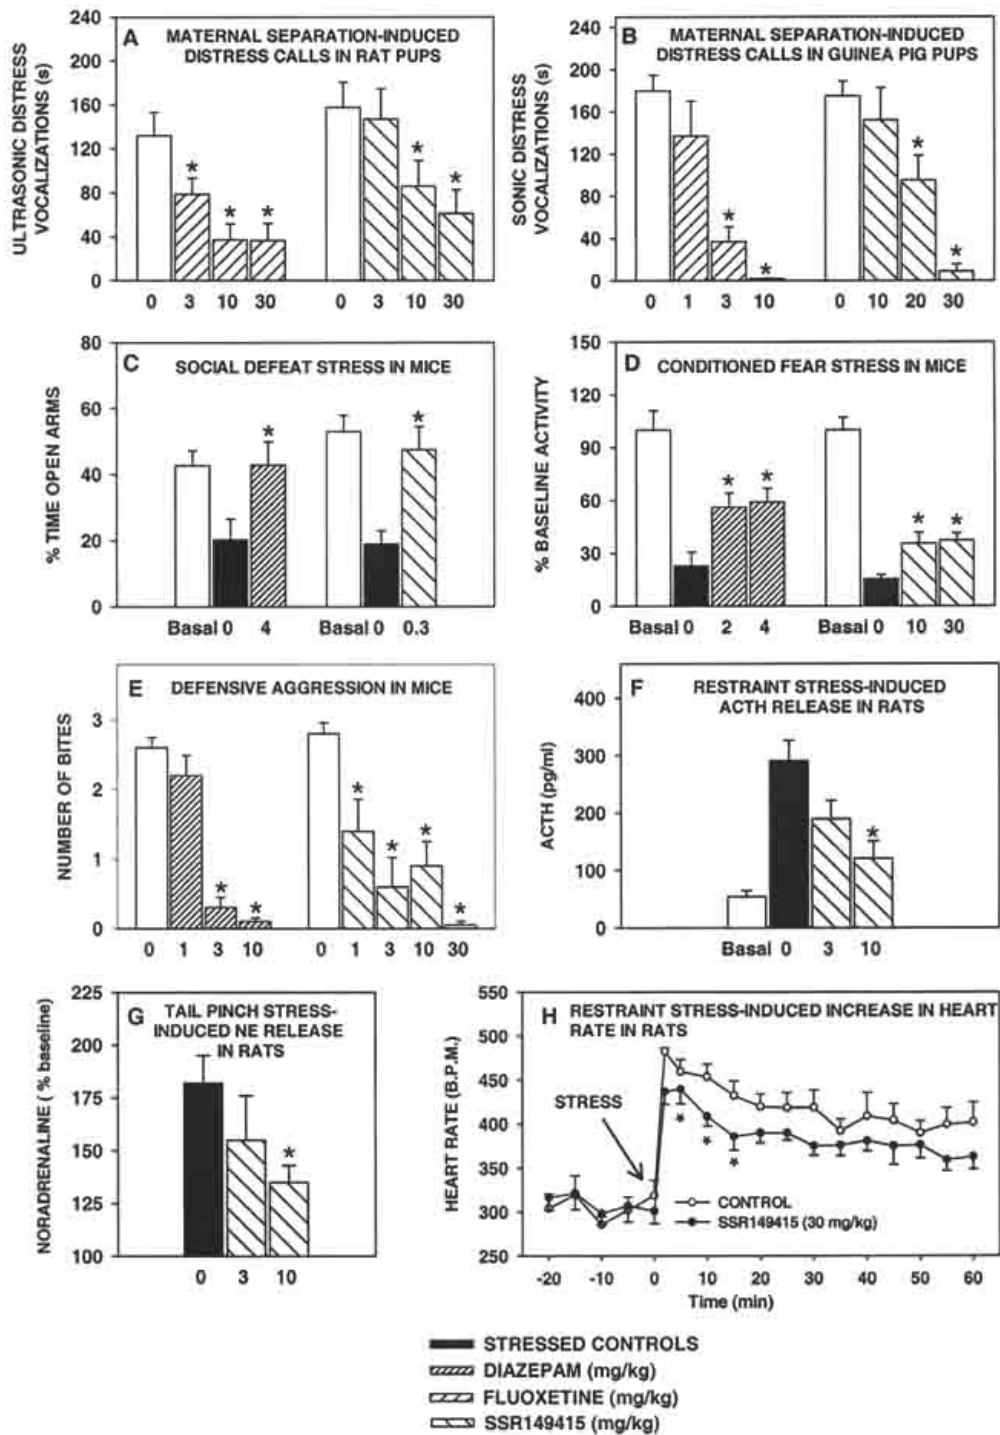 A MATERNAL SEPARATION-INDUCED
DISTRESS CALLS IN RAT PUPS
ULTRASONIC DISTRESS
VOCALIZATIONS (s)
240
200
160
120
80
40
0
*
*
*
*
*
0 3 10 30 0 3 10 30
B MATERNAL SEPARATION-INDUCED
DISTRESS CALLS IN GUINEA PIG PUPS
SONIC DISTRESS
VOCALIZATIONS (s)
240
200
160
120
80
40
0
*
*
*
*
0 1 3 10 0 10 20 30
C SOCIAL DEFEAT STRESS IN MICE
% TIME OPEN ARMS
80
60
40
20
0
*
*
Basal 0 4 Basal 0 0.3
D CONDITIONED FEAR STRESS IN MICE
% BASELINE ACTIVITY
150
120
90
60
30
0
*
*
*
*
Basal 0 2 4 Basal 0 10 30
E DEFENSIVE AGGRESSION IN MICE
NUMBER OF BITES
3
2
1
0
*
*
*
*
*
*
0 1 3 10 0 1 3 10 30
F RESTRAINT STRESS-INDUCED
ACTH RELEASE IN RATS
ACTH (pg/ml)
400
300
200
100
0
*
Basal 0 3 10
G TAIL PINCH STRESS-
INDUCED NE RELEASE
IN RATS
NORADRENALINE ( % baseline)
225
200
175
150
125
100
*
0 3 10
H RESTRAINT STRESS-INDUCED INCREASE IN HEART
RATE IN RATS
HEART RATE (B.P.M.)
550
500
450
400
350
300
250
STRESS
*
*
*
CONTROL
SSR149415 (30 mg/kg)
-20 -10 0 10 20 30 40 50 60
Time (min)
STRESSED CONTROLS
DIAZEPAM (mg/kg)
FLUOXETINE (mg/kg)
SSR149415 (mg/kg)